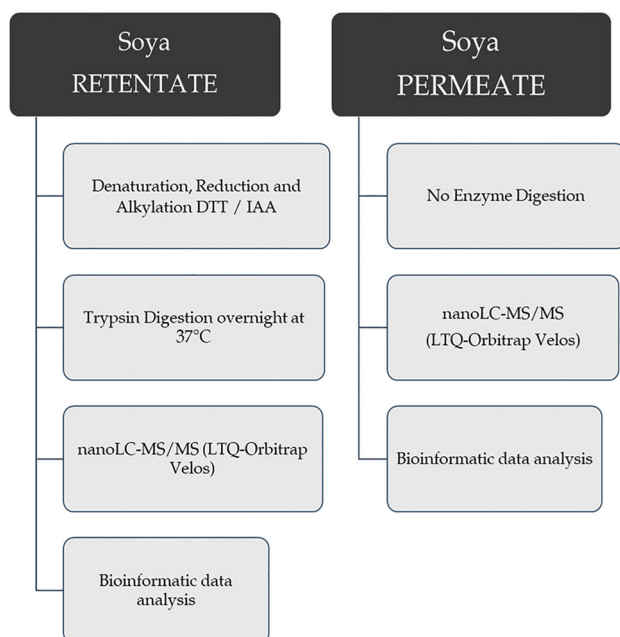 Soya
RETENTATE
Denaturation, Reduction and
Alkylation DTT / IAA
Trypsin Digestion overnight at
37°C
nanoLC-MS/MS (LTQ-Orbitrap
Velos)
Bioinformatic data
analysis
Soya
PERMEATE
No Enzyme Digestion
nanoLC-MS/MS
(LTQ-Orbitrap Velos)
Bioinformatic data analysis